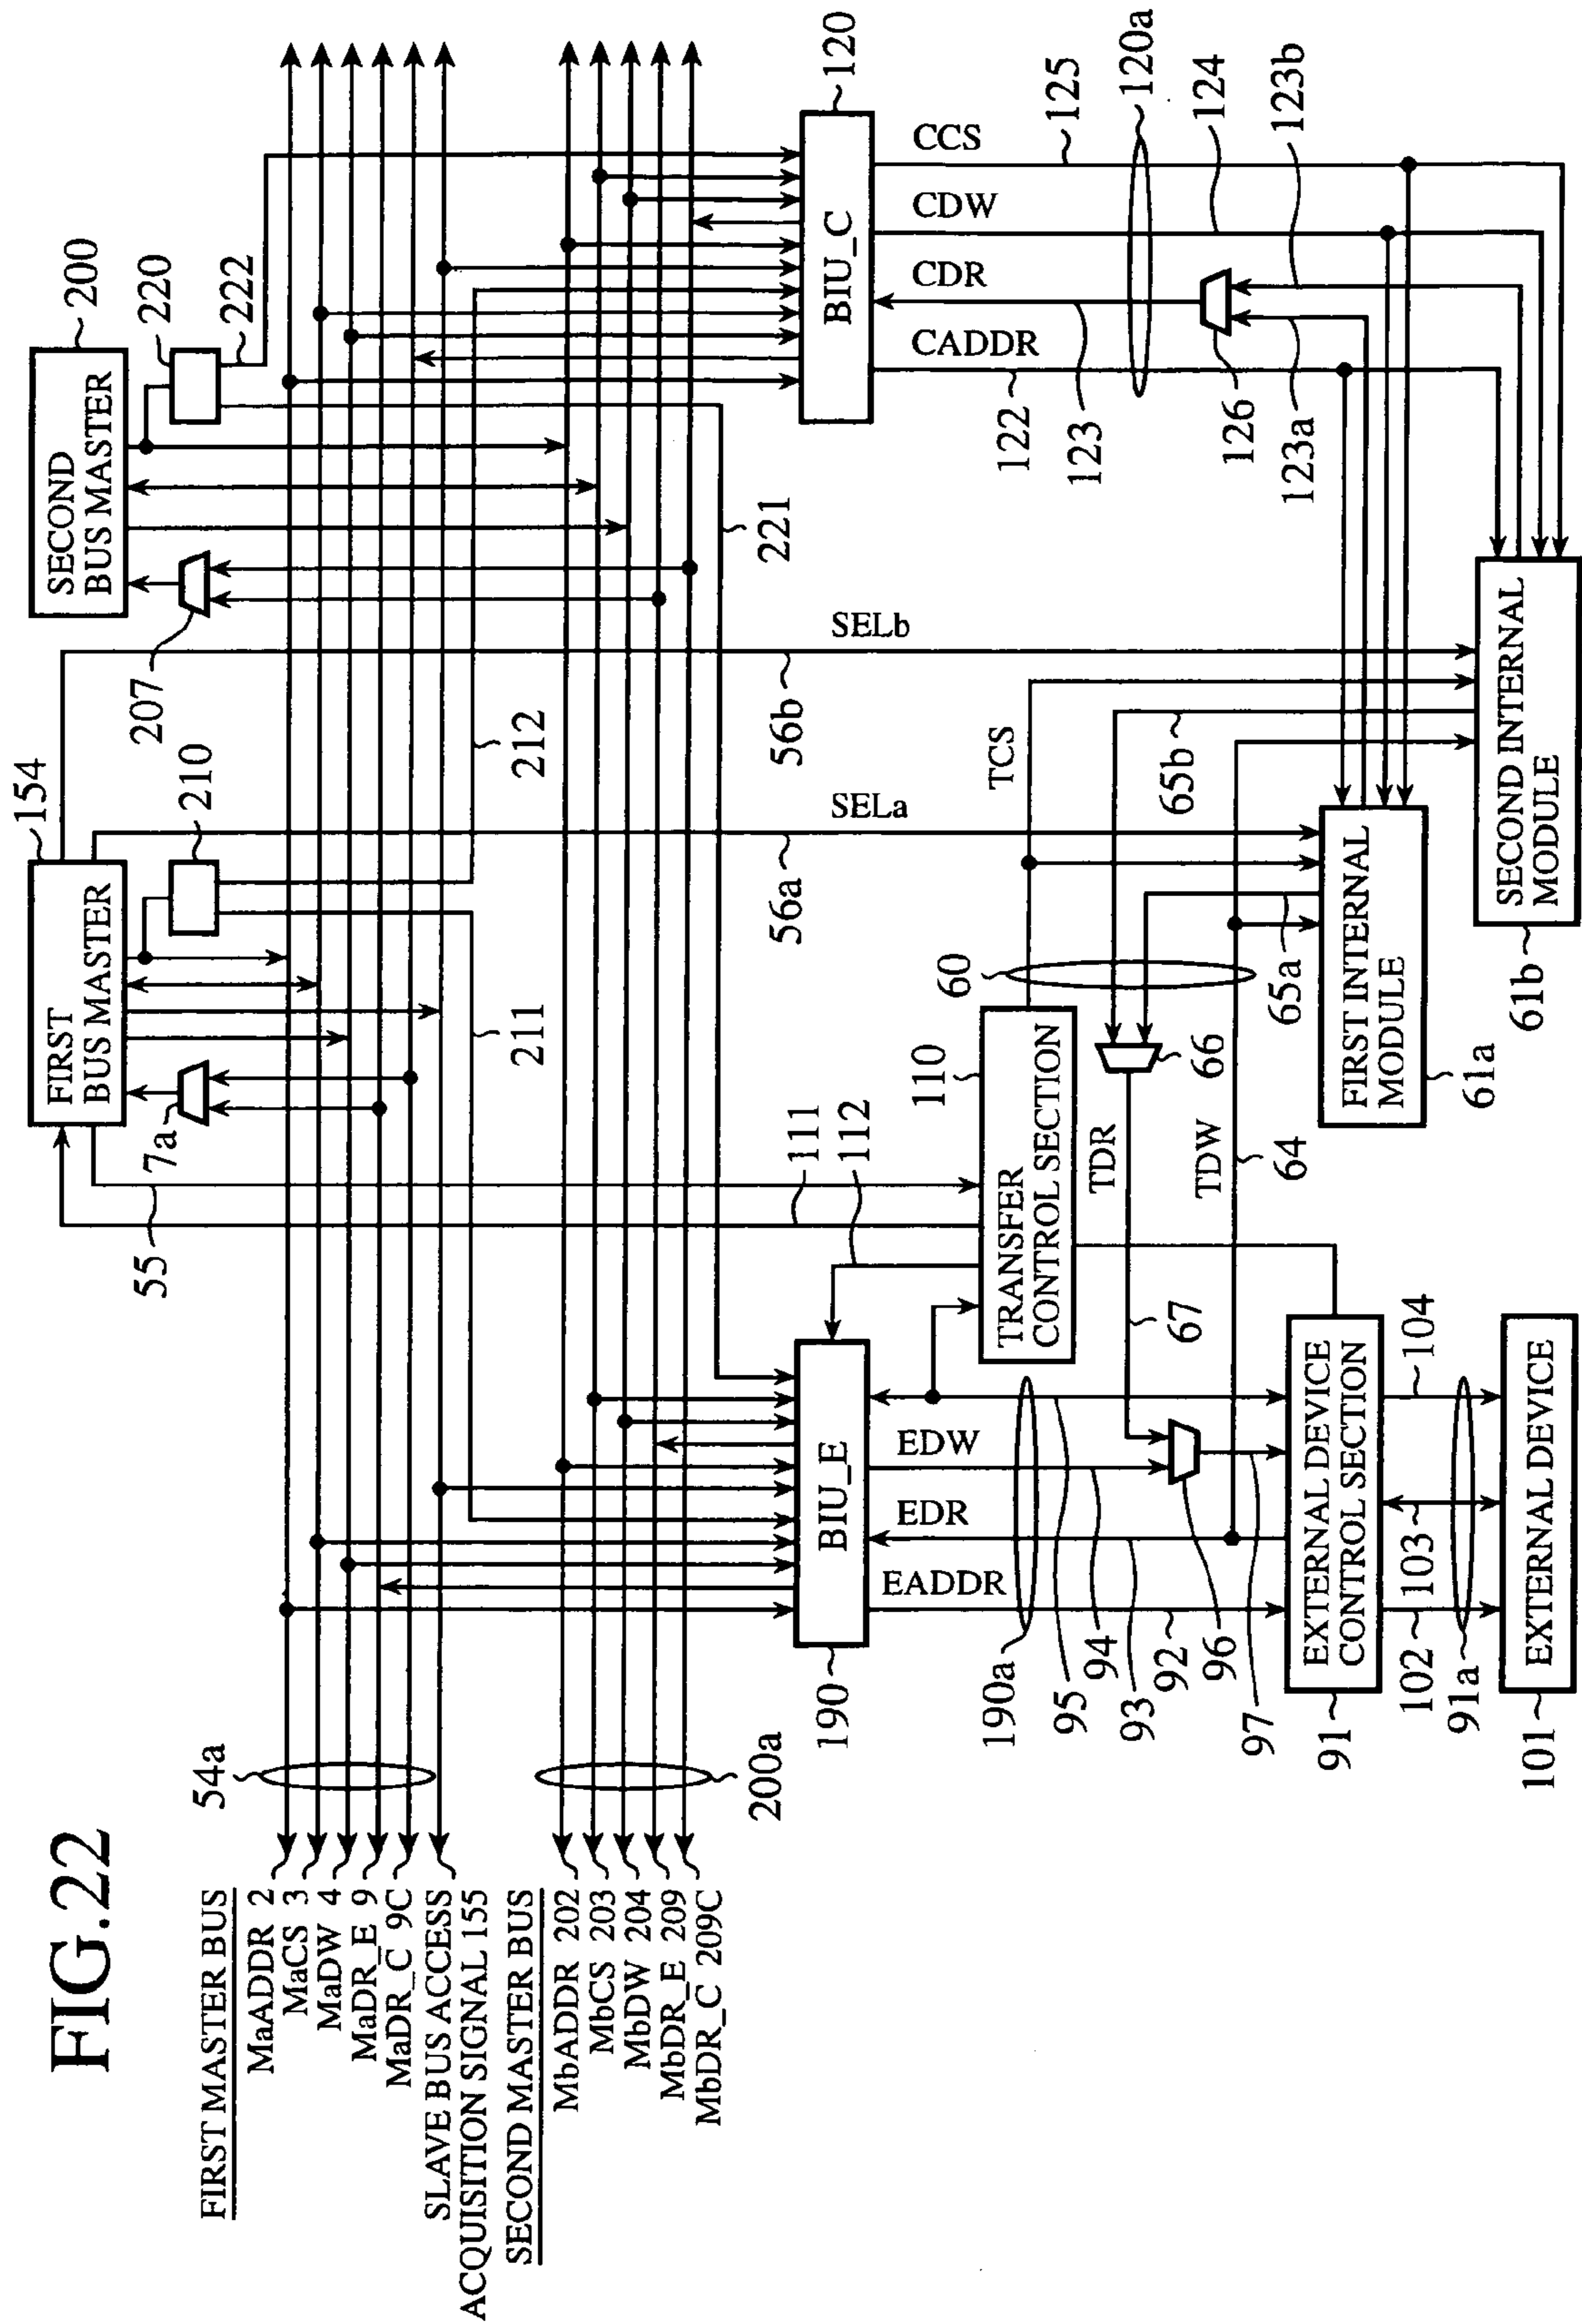 FIG.22
FIRST MASTER BUS
MaADDR 2
MaCS 3
MaDW 4
MaDR_E 9
MaDR_C 9C
SLAVE BUS ACCESS
ACQUISITION SIGNAL 155
SECOND MASTER BUS
MbADDR 202
MbCS 203
MbDW 204
MbDR_E 209
MbDR_C 209C
54a
200a
FIRST
BUS MASTER
154
55
7a
210
211
212
SECOND
BUS MASTER
200
207
220
222
221
56a
SELa
56b
SELb
111
112
BIU_E
190
EADDR
EDR
EDW
190a
95
94
93
92
96
97
67
TRANSFER
CONTROL SECTION
110
60
TCS
TDR
TDW
66
64
65a
65b
BIU_C
120
CADDR
CDR
CDW
CCS
122
123
126
123a
125
120a
124
123b
EXTERNAL DEVICE
CONTROL SECTION
91
102
103
104
91a
EXTERNAL DEVICE
101
FIRST INTERNAL
MODULE
61a
SECOND INTERNAL
MODULE
61b